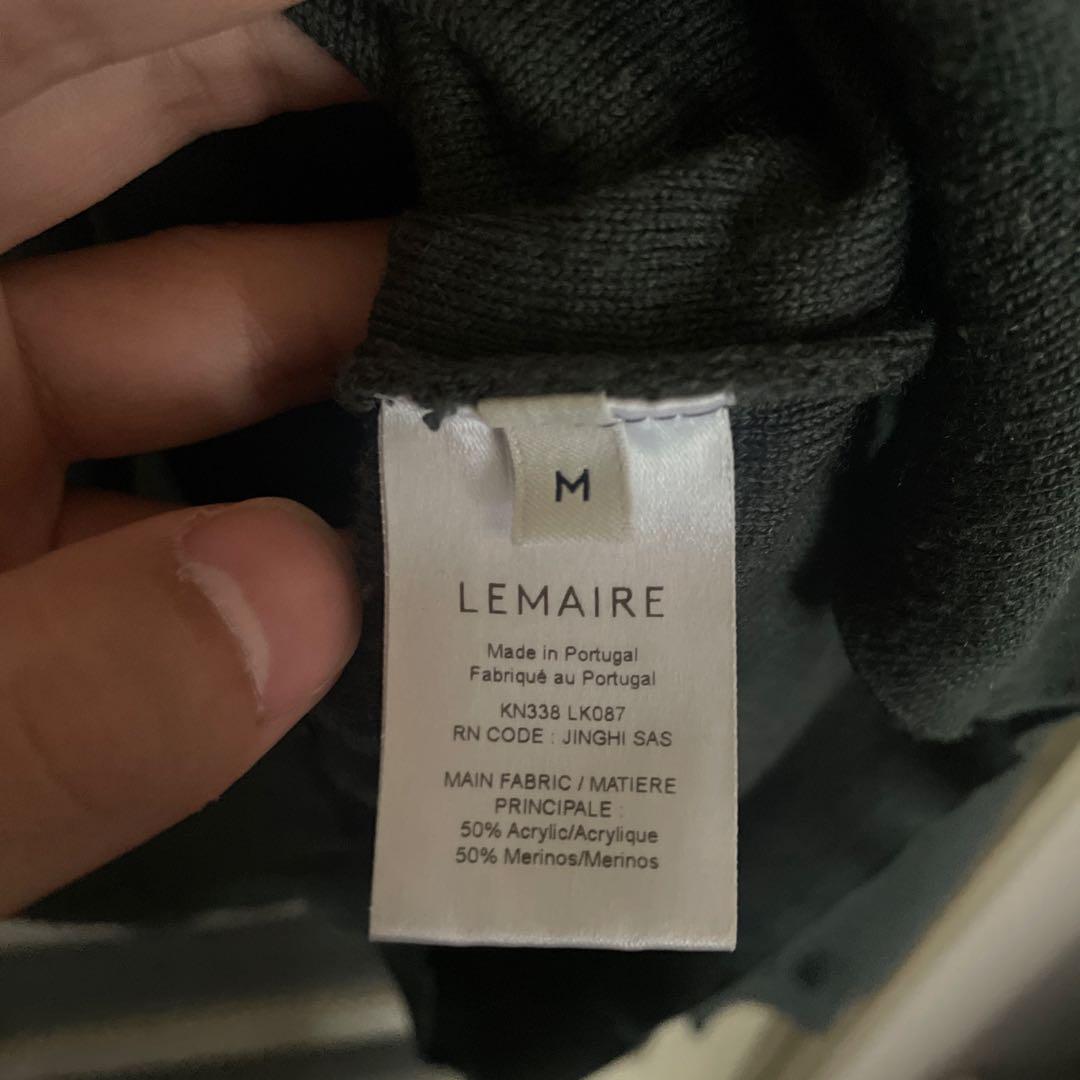 M
LEMAIRE
Made in Portugal
Fabriqué au Portugal
KN338 LK087
RN CODE : JINGHI SAS
MAIN FABRIC / MATIERE
PRINCIPALE :
50% Acrylic/Acrylique
50% Merinos/Merinos